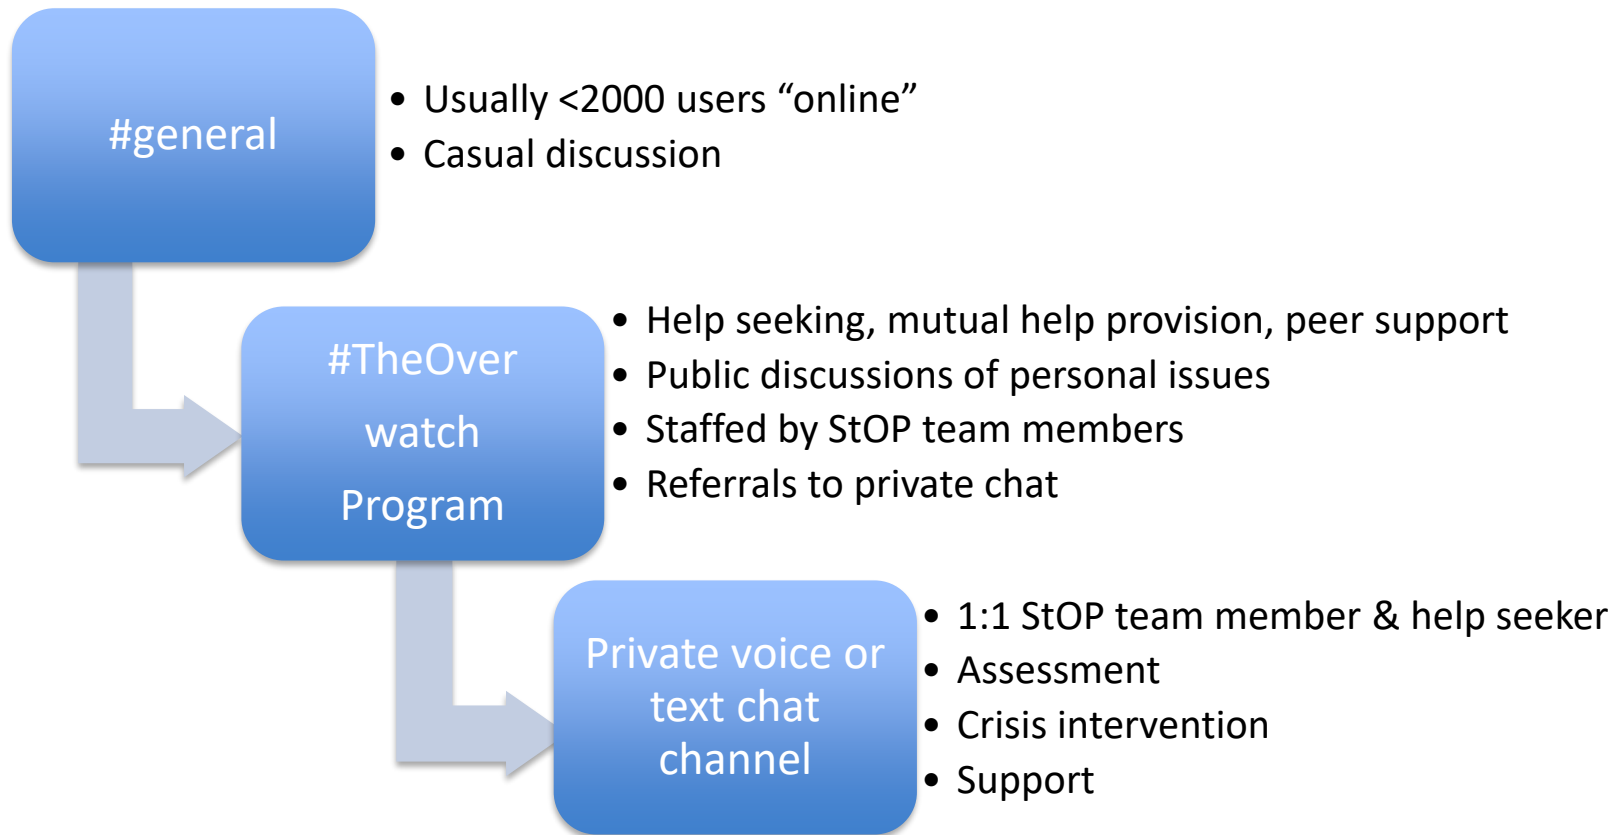 #general
• Usually <2000 users “online”
• Casual discussion
#TheOver
watch
Program
• Help seeking, mutual help provision, peer support
• Public discussions of personal issues
• Staffed by StOP team members
• Referrals to private chat
Private voice or
text chat
channel
• 1:1 StOP team member & help seeker
• Assessment
• Crisis intervention
• Support